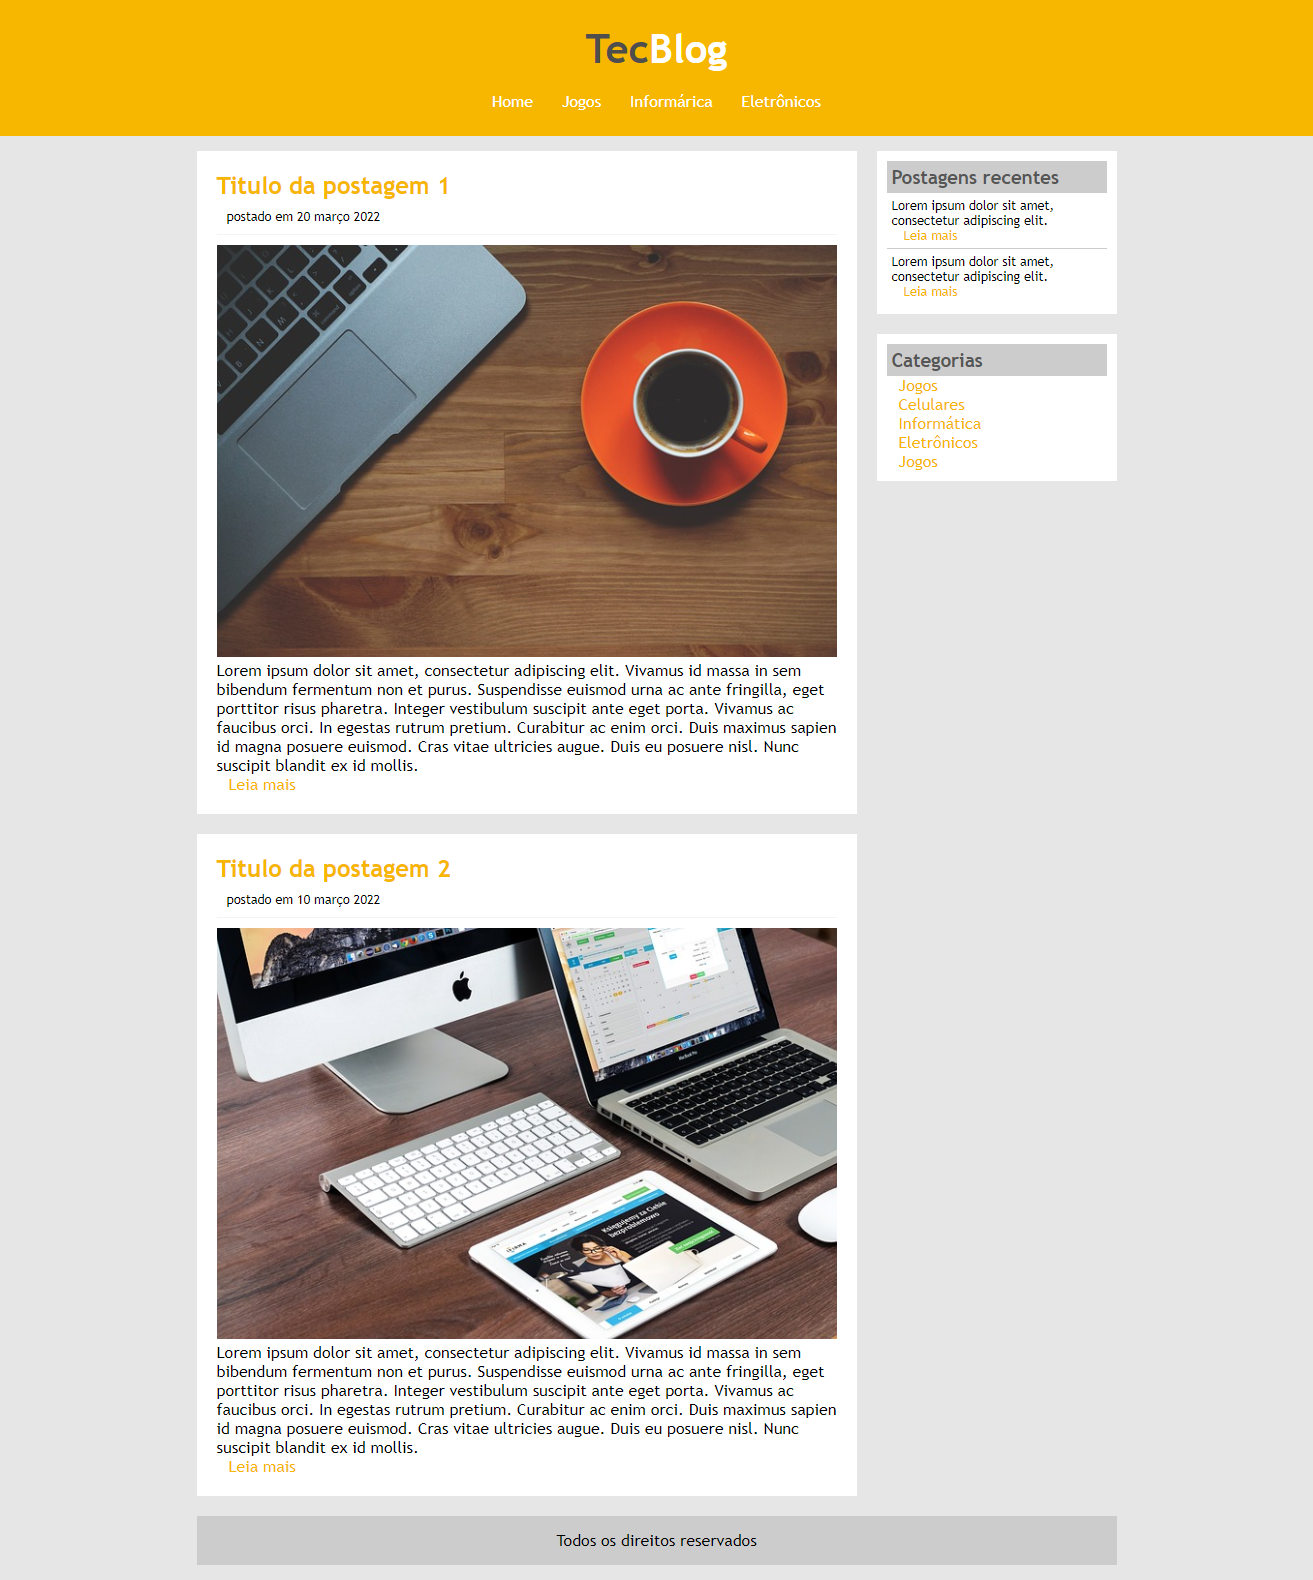 TecBlog
Home Jogos Informárica Eletrônicos
Titulo da postagem 1
postado em 20 março 2022
Lorem ipsum dolor sit amet, consectetur adipiscing elit. Vivamus id massa in sem
bibendum fermentum non et purus. Suspendisse euismod urna ac ante fringilla, eget
porttitor risus pharetra. Integer vestibulum suscipit ante eget porta. Vivamus ac
faucibus orci. In egestas rutrum pretium. Curabitur ac enim orci. Duis maximus sapien
id magna posuere euismod. Cras vitae ultricies augue. Duis eu posuere nisl. Nunc
suscipit blandit ex id mollis.
Leia mais
Titulo da postagem 2
postado em 10 março 2022
Księgujemy za Ciebie
bezproblemowo
Lorem ipsum dolor sit amet, consectetur adipiscing elit. Vivamus id massa in sem
bibendum fermentum non et purus. Suspendisse euismod urna ac ante fringilla, eget
porttitor risus pharetra. Integer vestibulum suscipit ante eget porta. Vivamus ac
faucibus orci. In egestas rutrum pretium. Curabitur ac enim orci. Duis maximus sapien
id magna posuere euismod. Cras vitae ultricies augue. Duis eu posuere nisl. Nunc
suscipit blandit ex id mollis.
Leia mais
Postagens recentes
Lorem ipsum dolor sit amet,
consectetur adipiscing elit.
Leia mais
Lorem ipsum dolor sit amet,
consectetur adipiscing elit.
Leia mais
Categorias
Jogos
Celulares
Informática
Eletrônicos
Jogos
Todos os direitos reservados